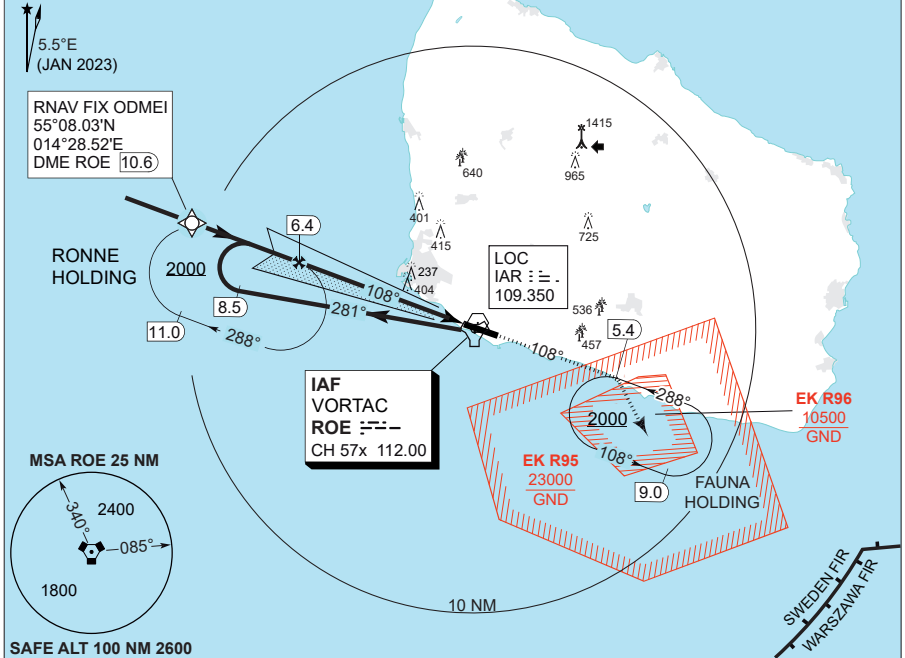 5.5°E
(JAN 2023)
RNAV FIX ODMEI
55°08.03'N
014°28.52'E
DME ROE 10.6
1415
965
640
401
415
725
237
404
6.4
RONNE
HOLDING
2000
8.5
11.0
108°
281°
288°
LOC
IAR
109.350
536
457
5.4
108°
IAF
VORTAC
ROE
CH 57x 112.00
288°
2000
108°
9.0
FAUNA
HOLDING
EK R96
10500
GND
EK R95
23000
GND
MSA ROE 25 NM
340°
2400
085°
1800
SAFE ALT 100 NM 2600
10 NM
SWEDEN FIR
WARSZAWA FIR